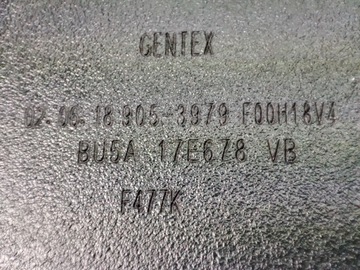 GENTEX
02.06.18 905-3979 F00H18V4
BU5A 17E678 VB
F477K